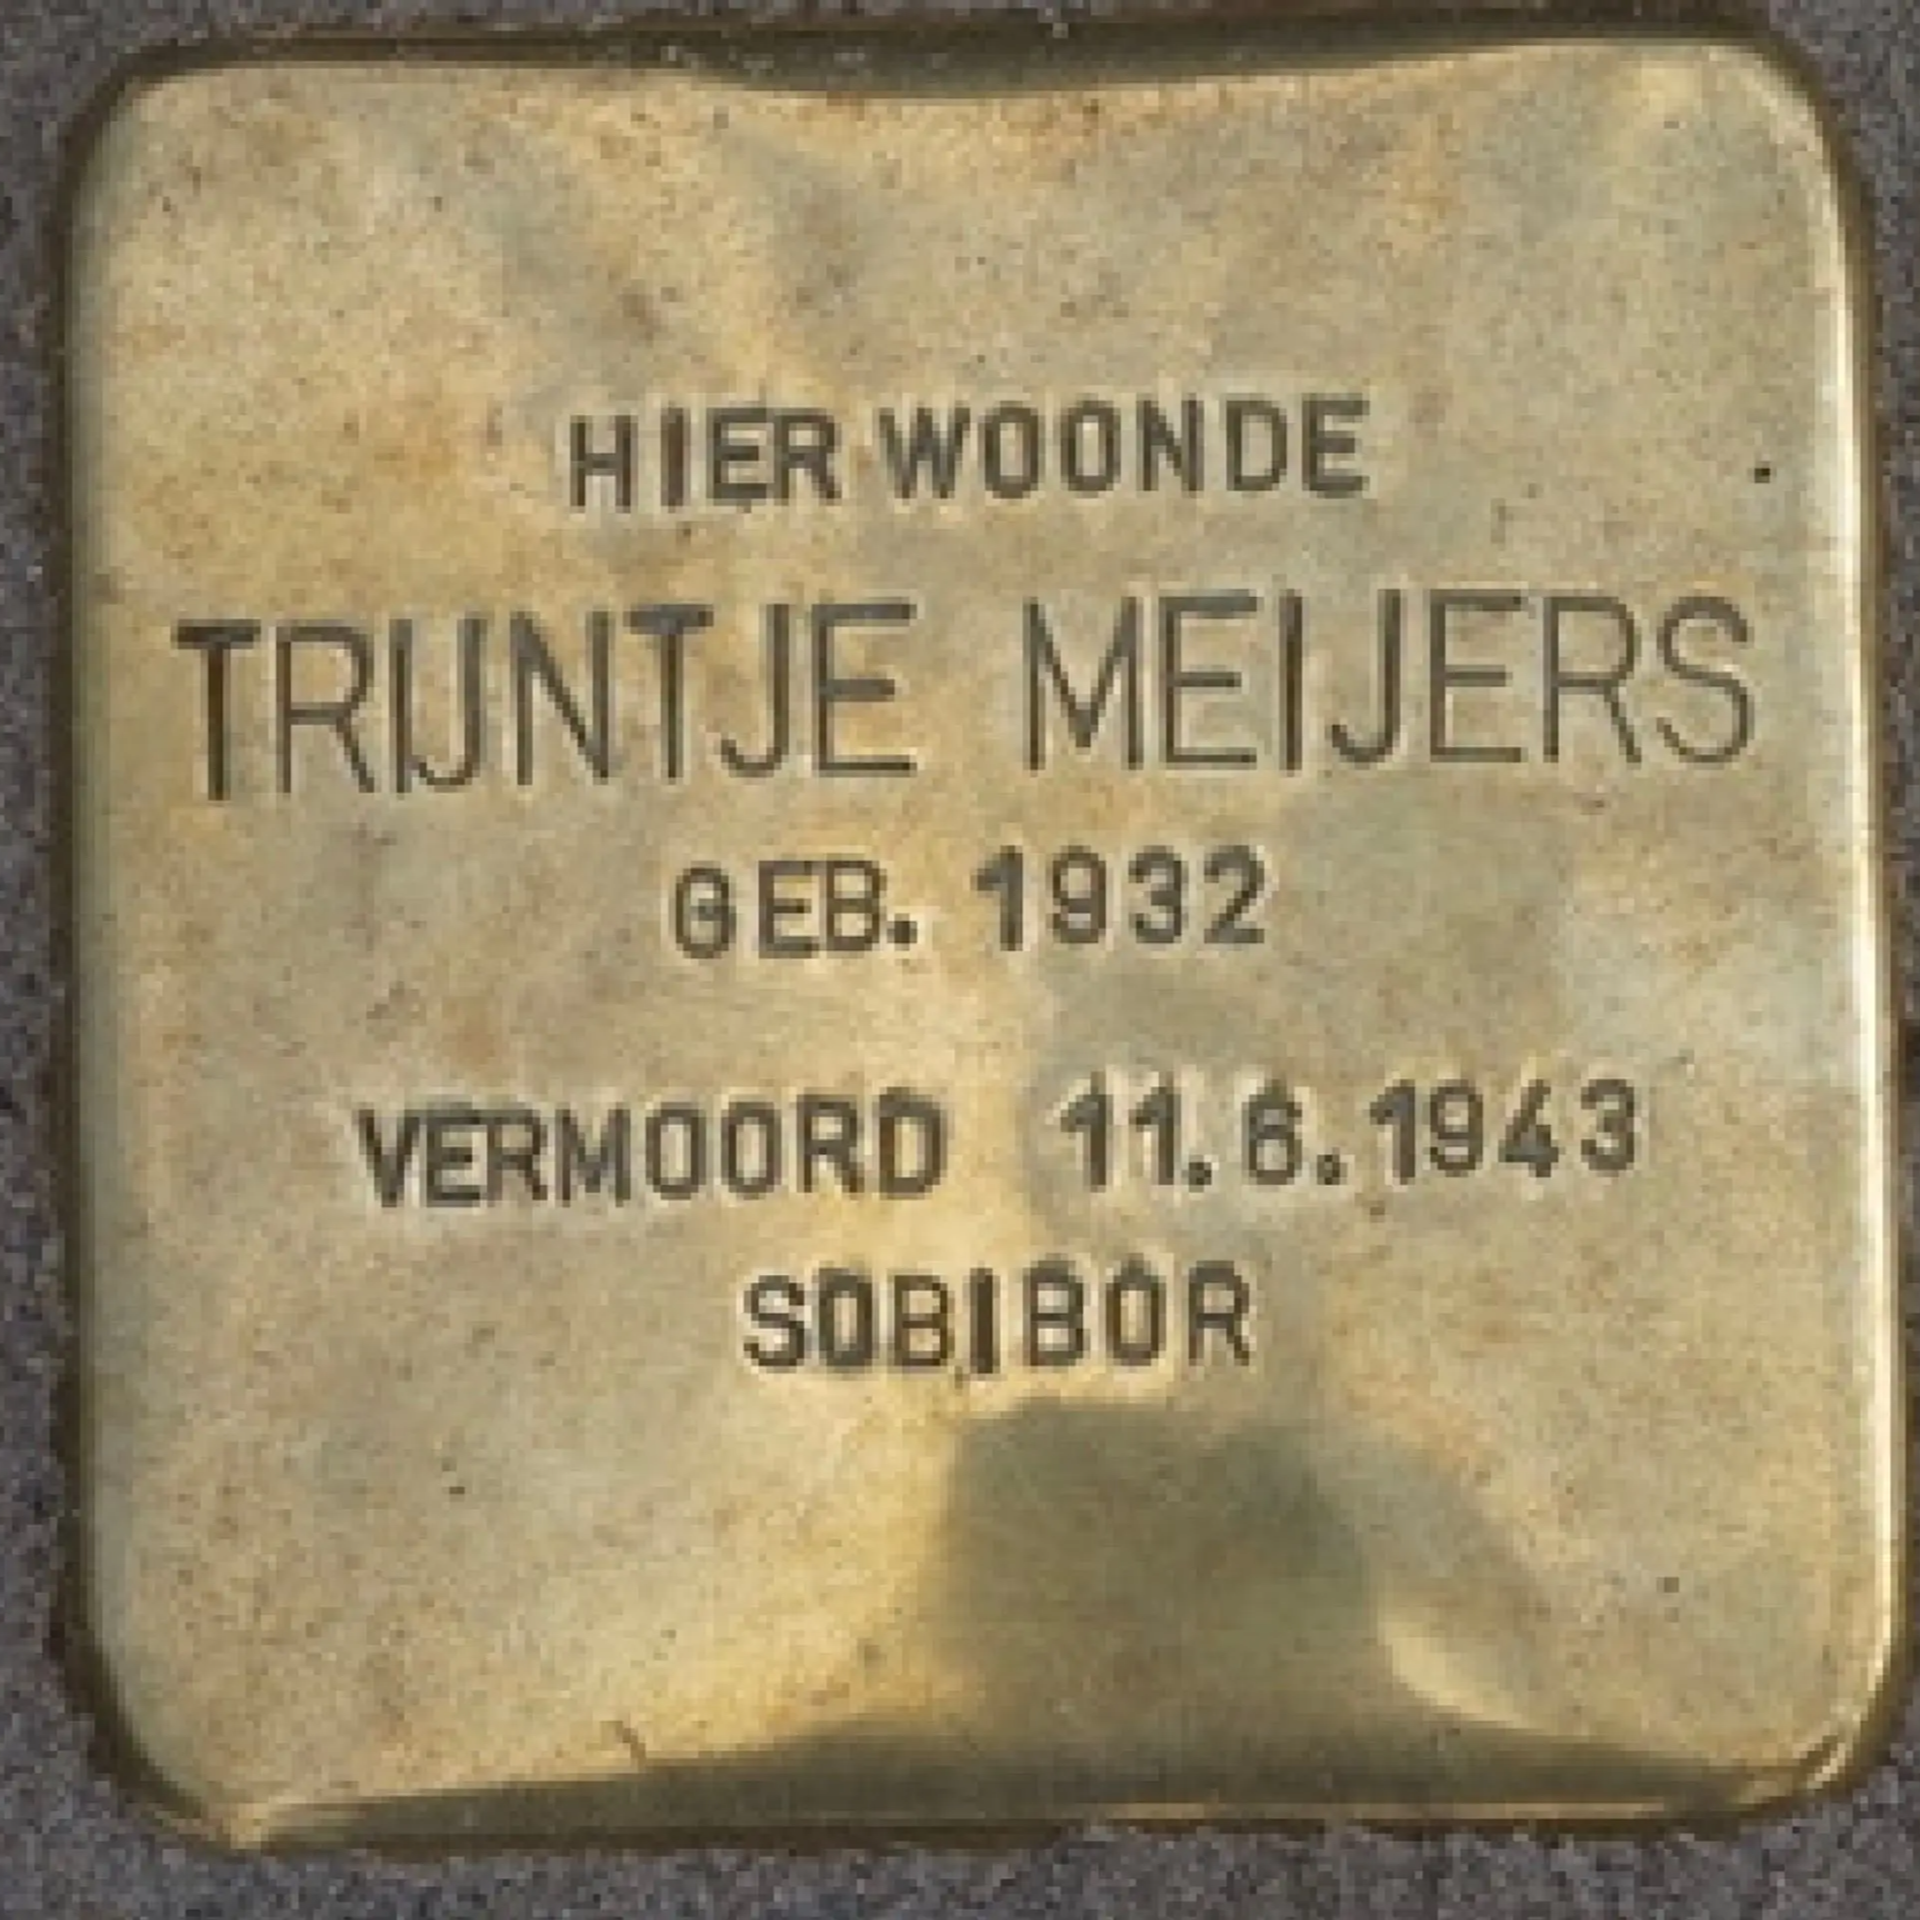 HIER WOONDE
TRIJNTJE MEIJERS
GEB. 1932
VERMOORD 11.6.1943
SOBIBOR